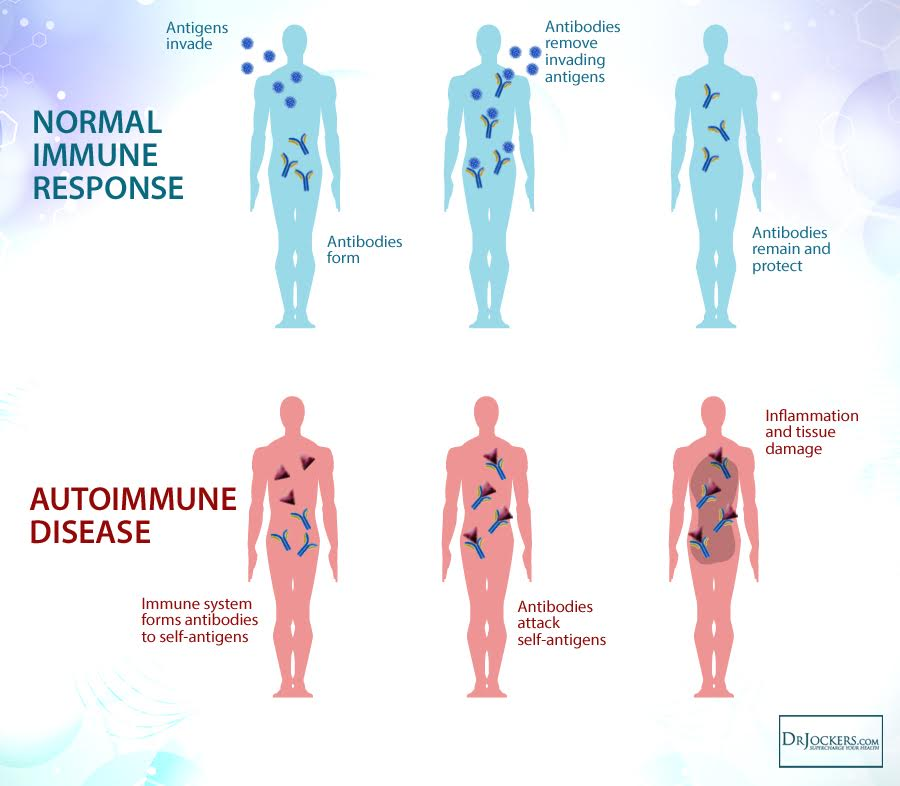 Antigens
invade
Antibodies
remove
invading
antigens
NORMAL
IMMUNE
RESPONSE
Antibodies
form
Antibodies
remain and
protect
Inflammation
and tissue
damage
AUTOIMMUNE
DISEASE
Immune system
forms antibodies
to self-antigens
Antibodies
attack
self-antigens
DRJOCKERS.COM
SUPERCHARGE YOUR HEALTH